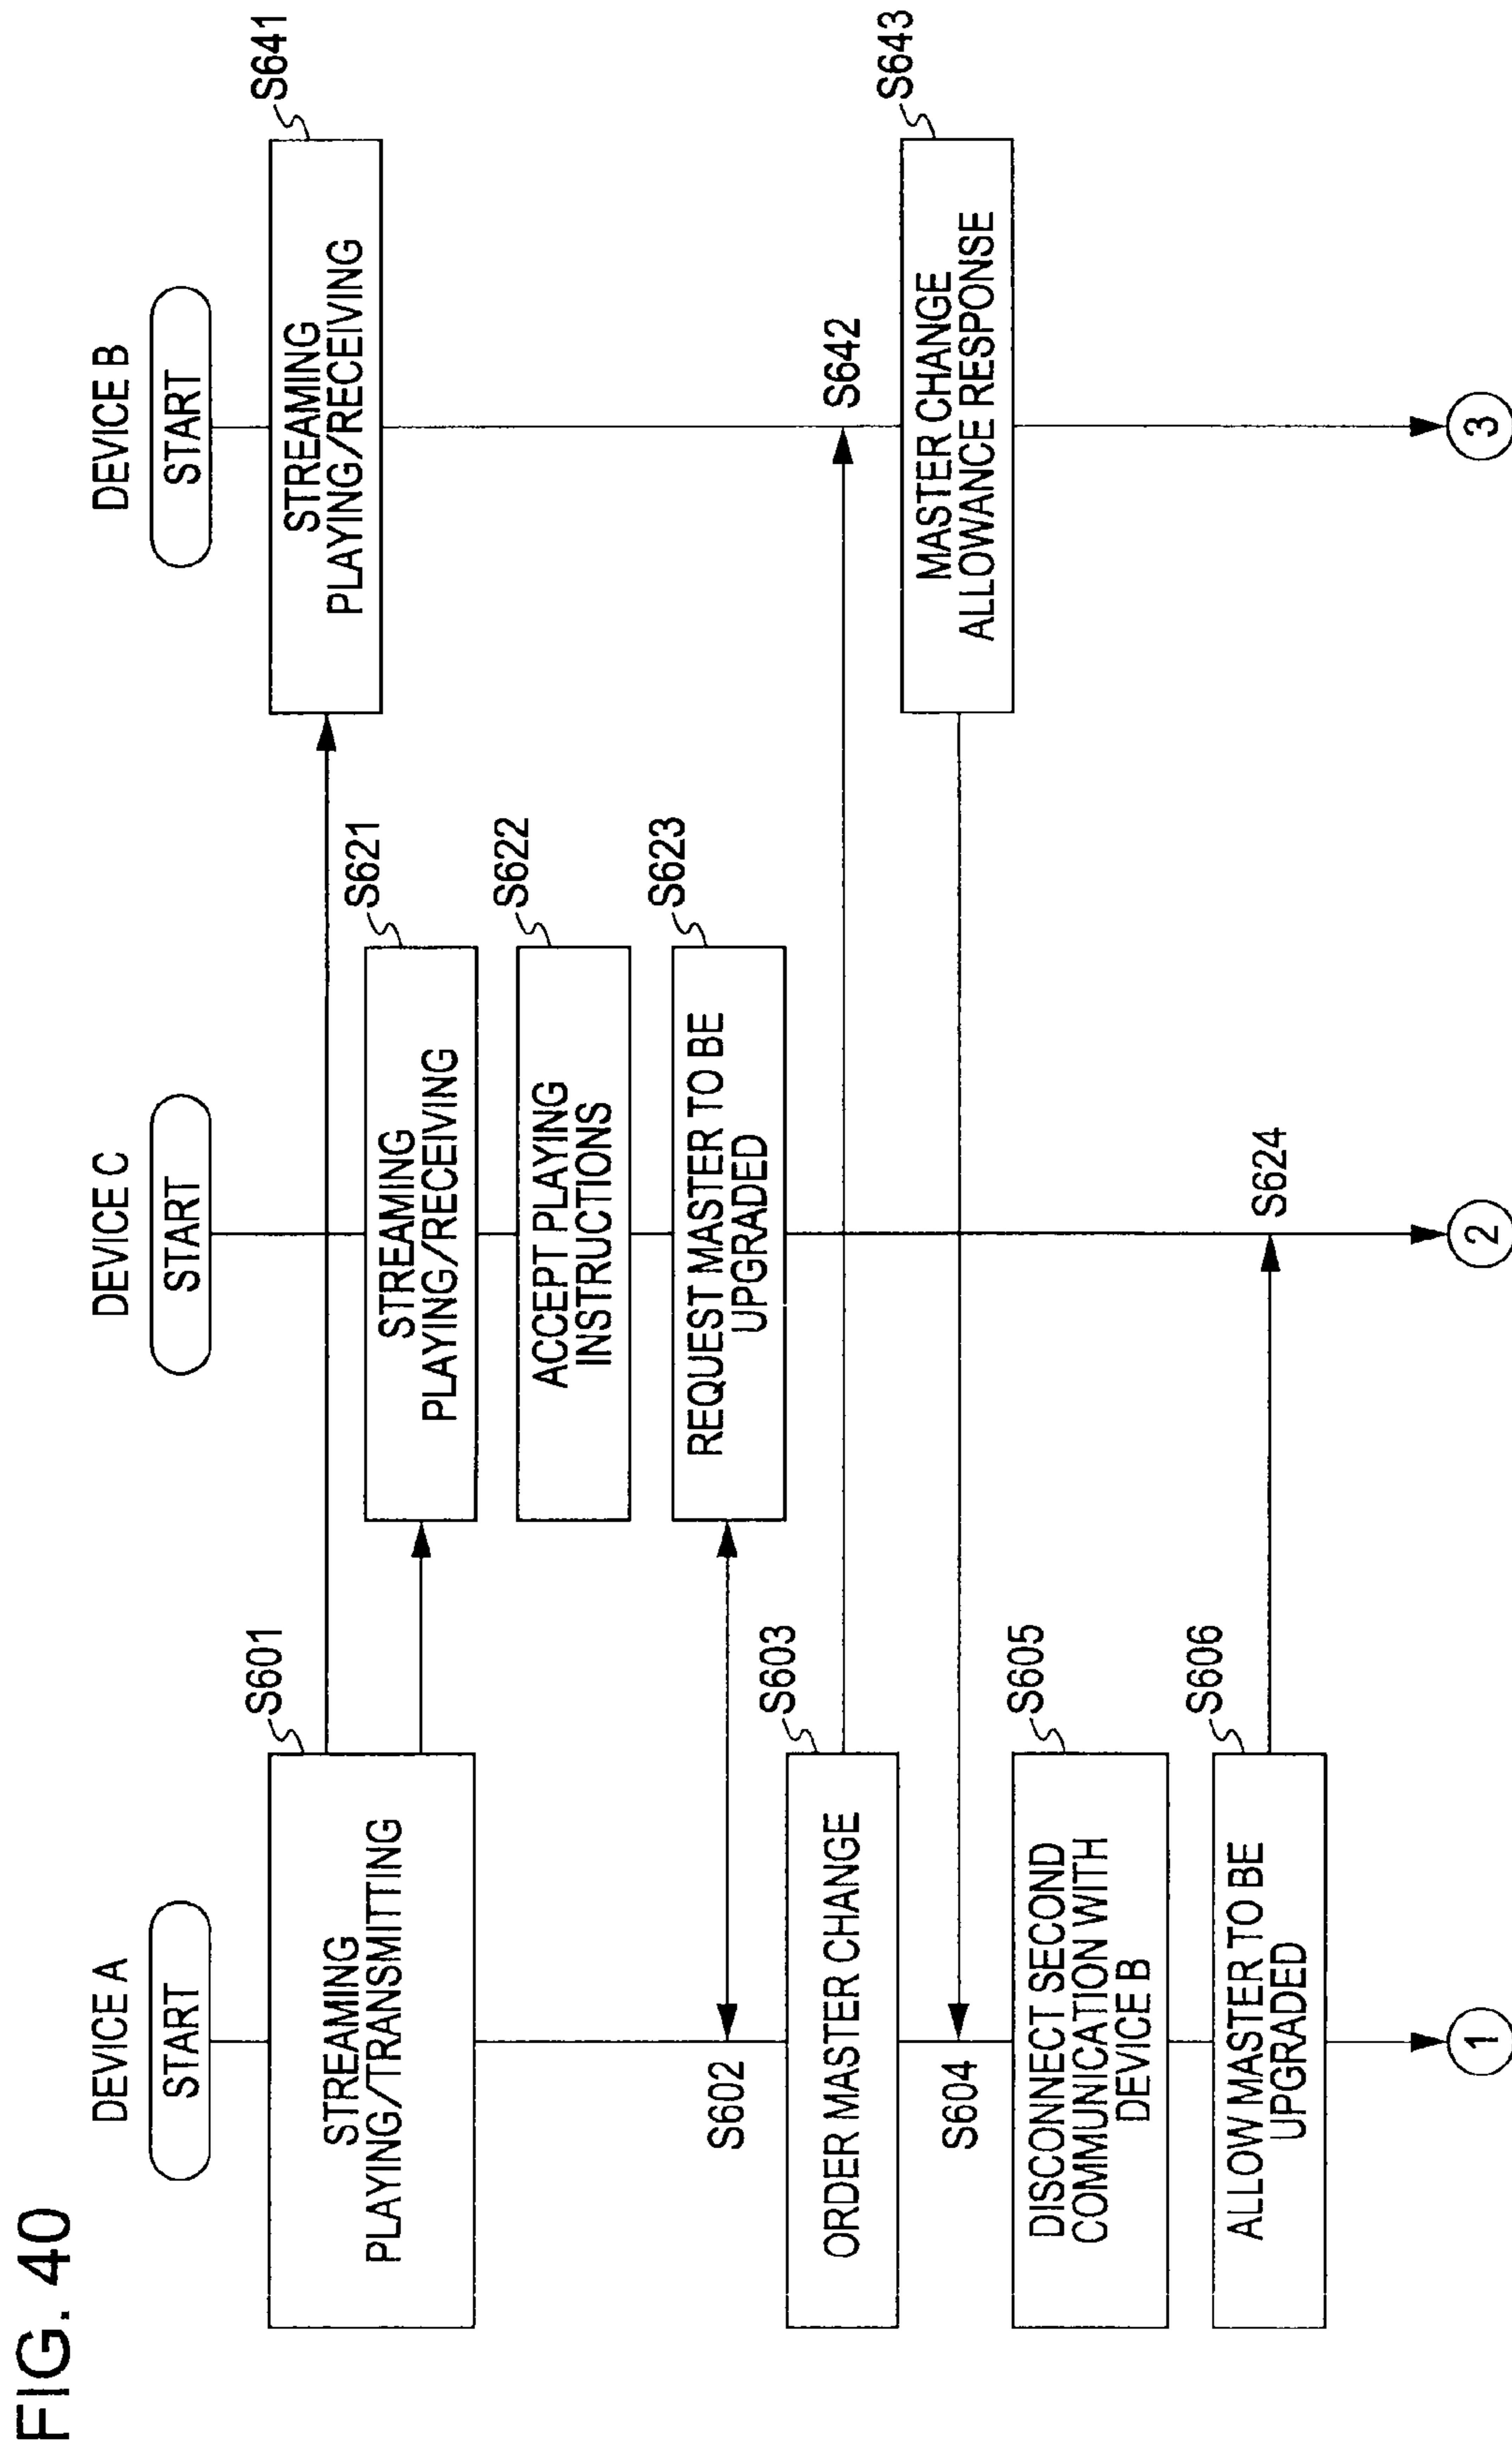 FIG. 40
DEVICE A
DEVICE C
DEVICE B
START
START
START
S601
STREAMING
PLAYING/TRANSMITTING
S641
STREAMING
PLAYING/RECEIVING
S621
STREAMING
PLAYING/RECEIVING
S622
ACCEPT PLAYING
INSTRUCTIONS
S623
REQUEST MASTER TO BE
UPGRADED
S602
S603
ORDER MASTER CHANGE
S642
S643
MASTER CHANGE
ALLOWANCE RESPONSE
S604
S605
DISCONNECT SECOND
COMMUNICATION WITH
DEVICE B
S606
ALLOW MASTER TO BE
UPGRADED
S624
1
2
3